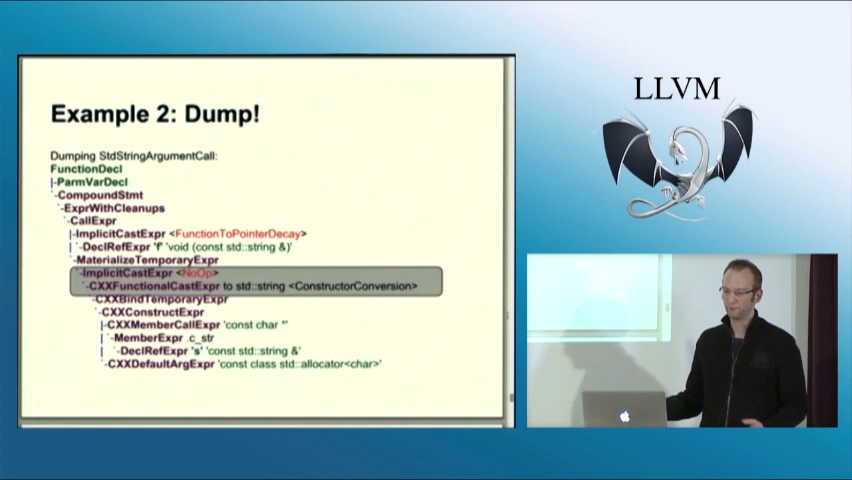 Example 2: Dump!
Dumping StdStringArgumentCall:
FunctionDecl
|-ParmVarDecl
`-CompoundStmt
`-ExprWithCleanups
`-CallExpr
|-ImplicitCastExpr <FunctionToPointerDecay>
| `-DeclRefExpr 'f' 'void (const std::string &)'
`-MaterializeTemporaryExpr
`-ImplicitCastExpr <NoOp>
`-CXXFunctionalCastExpr to std::string <ConstructorConversion>
`-CXXBindTemporaryExpr
`-CXXConstructExpr
|-CXXMemberCallExpr 'const char *'
| `-MemberExpr .c_str
| `-DeclRefExpr 's' 'const std::string &'
`-CXXDefaultArgExpr 'const class std::allocator<char>'
LLVM